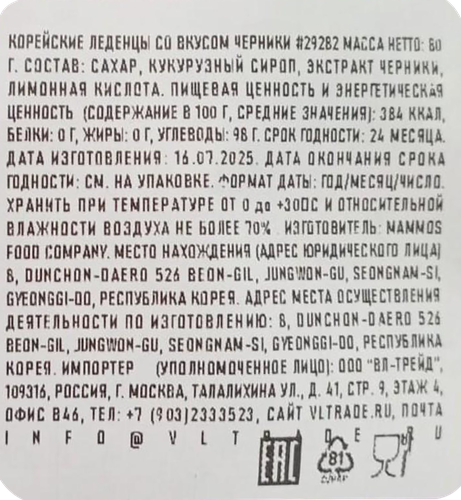 КОРЕЙСКИЕ ЛЕДЕНЦЫ СО ВКУСОМ ЧЕРНИКИ #29282 МАССА НЕТТО: 80
Г. СОСТАВ: САХАР, КУКУРУЗНЫЙ СИРОП, ЭКСТРАКТ ЧЕРНИКИ,
ЛИМОННАЯ КИСЛОТА. ПИЩЕВАЯ ЦЕННОСТЬ И ЭНЕРГЕТИЧЕСКАЯ
ЦЕННОСТЬ (СОДЕРЖАНИЕ В 100 Г, СРЕДНИЕ ЗНАЧЕНИЯ): 384 ККАЛ,
БЕЛКИ: 0 Г, ЖИРЫ: 0 Г, УГЛЕВОДЫ: 98 Г. СРОК ГОДНОСТИ: 24 МЕСЯЦА.
ДАТА ИЗГОТОВЛЕНИЯ: 16.07.2025. ДАТА ОКОНЧАНИЯ СРОКА
ГОДНОСТИ: СМ. НА УПАКОВКЕ. ФОРМАТ ДАТЫ: ГОД/МЕСЯЦ/ЧИСЛО.
ХРАНИТЬ ПРИ ТЕМПЕРАТУРЕ ОТ 0 до +30ОС И ОТНОСИТЕЛЬНОЙ
ВЛАЖНОСТИ ВОЗДУХА НЕ БОЛЕЕ 70% . ИЗГОТОВИТЕЛЬ: MAMMOS
FOOD COMPANY. МЕСТО НАХОЖДЕНИЯ (АДРЕС ЮРИДИЧЕСКОГО ЛИЦА)
8, DUNCHON-DAERO 526 BEON-GIL, JUNGWON-GU, SEONGNAM-SI,
GYEONGGI-DO, РЕСПУБЛИКА КОРЕЯ. АДРЕС МЕСТА ОСУЩЕСТВЛЕНИЯ
ДЕЯТЕЛЬНОСТИ ПО ИЗГОТОВЛЕНИЮ: 8, DUNCHON-DAERO 526
BEON-GIL, JUNGWON-GU, SEONGNAM-SI, GYEONGGI-DO, РЕСПУБЛИКА
КОРЕЯ. ИМПОРТЕР (УПОЛНОМОЧЕННОЕ ЛИЦО): ООО "ВЛ-ТРЕЙД",
109316, РОССИЯ, Г. МОСКВА, ТАЛАЛИХИНА УЛ., Д. 41, СТР. 9, ЭТАЖ 4,
ОФИС В46, ТЕЛ: +7 (903)2333523, САЙТ VLTRADE.RU, ПОЧТА
INFO@VLTRADE.RU
81